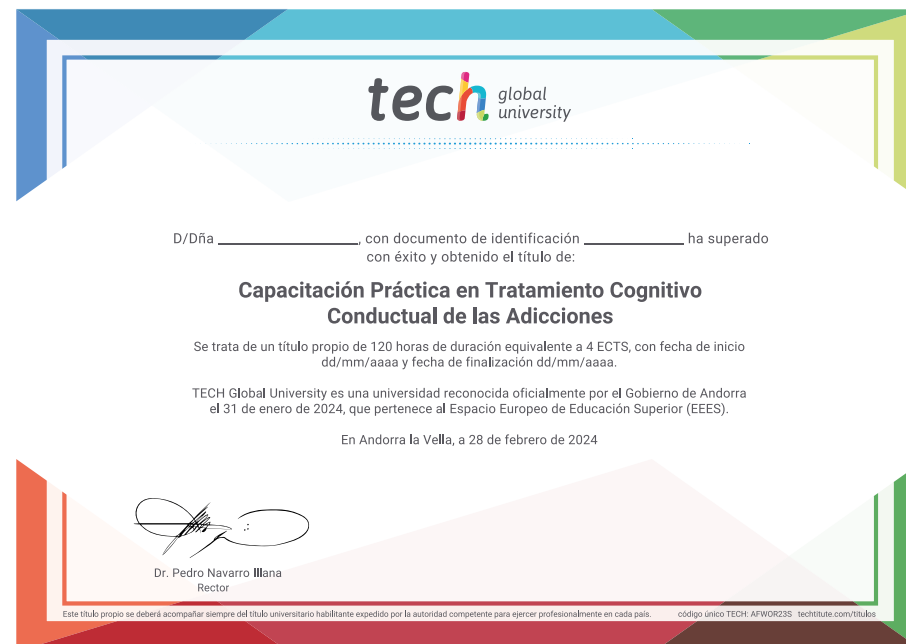 tech global university
D/Dña ____________________, con documento de identificación ______________ ha superado
con éxito y obtenido el título de:
Capacitación Práctica en Tratamiento Cognitivo
Conductual de las Adicciones
Se trata de un título propio de 120 horas de duración equivalente a 4 ECTS, con fecha de inicio
dd/mm/aaaa y fecha de finalización dd/mm/aaaa.
TECH Global University es una universidad reconocida oficialmente por el Gobierno de Andorra
el 31 de enero de 2024, que pertenece al Espacio Europeo de Educación Superior (EEES).
En Andorra la Vella, a 28 de febrero de 2024
Dr. Pedro Navarro Illana
Rector
Este título propio se deberá acompañar siempre del título universitario habilitante expedido por la autoridad competente para ejercer profesionalmente en cada país. código único TECH: AFWOR23S techtitute.com/titulos